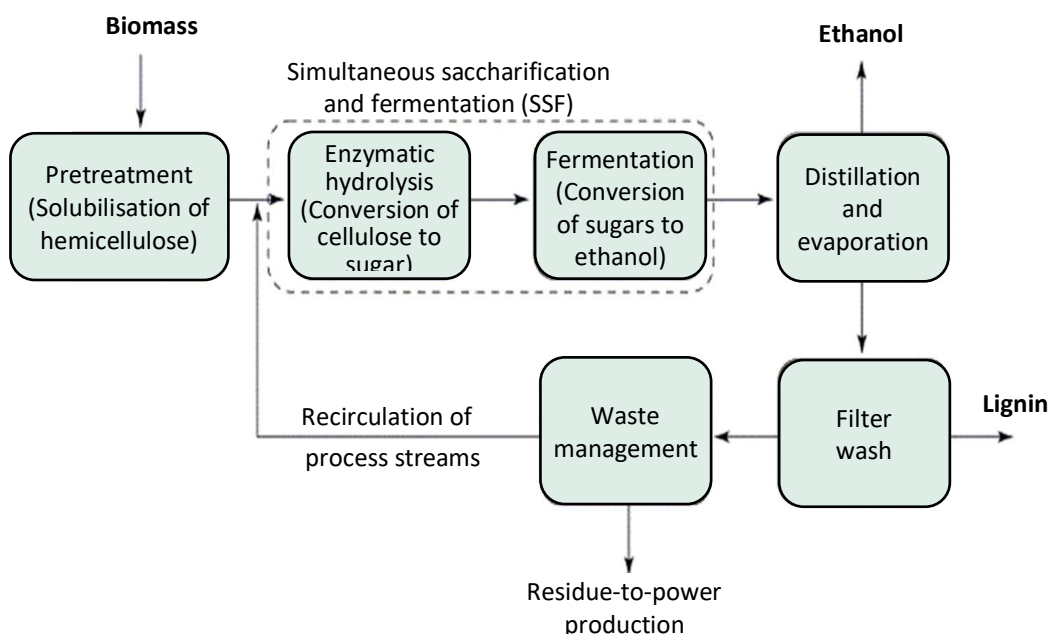 Biomass
Ethanol
Simultaneous saccharification
and fermentation (SSF)
Pretreatment
(Solubilisation of
hemicellulose)
Enzymatic
hydrolysis
(Conversion of
cellulose to
sugar)
Fermentation
(Conversion
of sugars to
ethanol)
Distillation
and
evaporation
Recirculation of
process streams
Waste
management
Filter
wash
Lignin
Residue-to-power
production